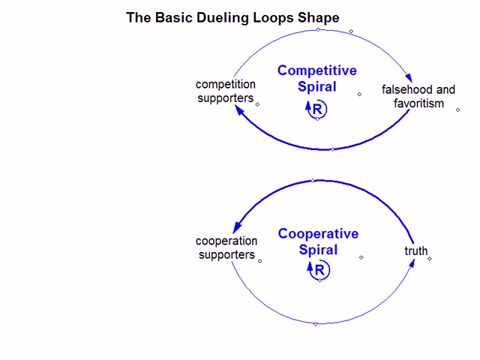 The Basic Dueling Loops Shape
competition
supporters
Competitive
Spiral
R
falsehood and
favoritism
cooperation
supporters
Cooperative
Spiral
R
truth